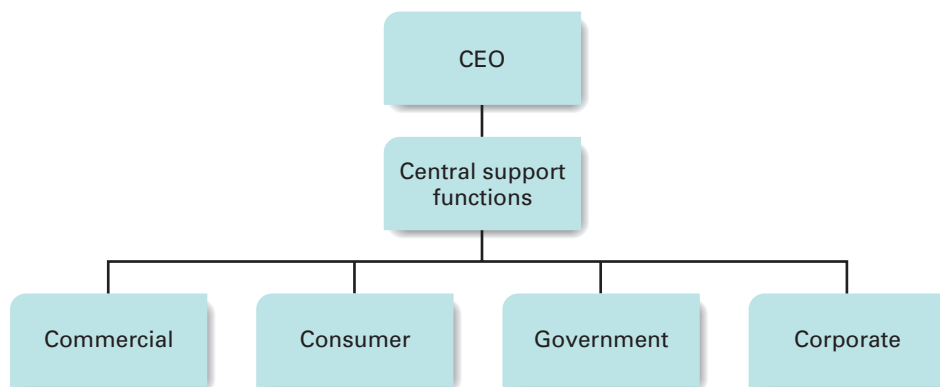 CEO
Central support
functions
Commercial
Consumer
Government
Corporate